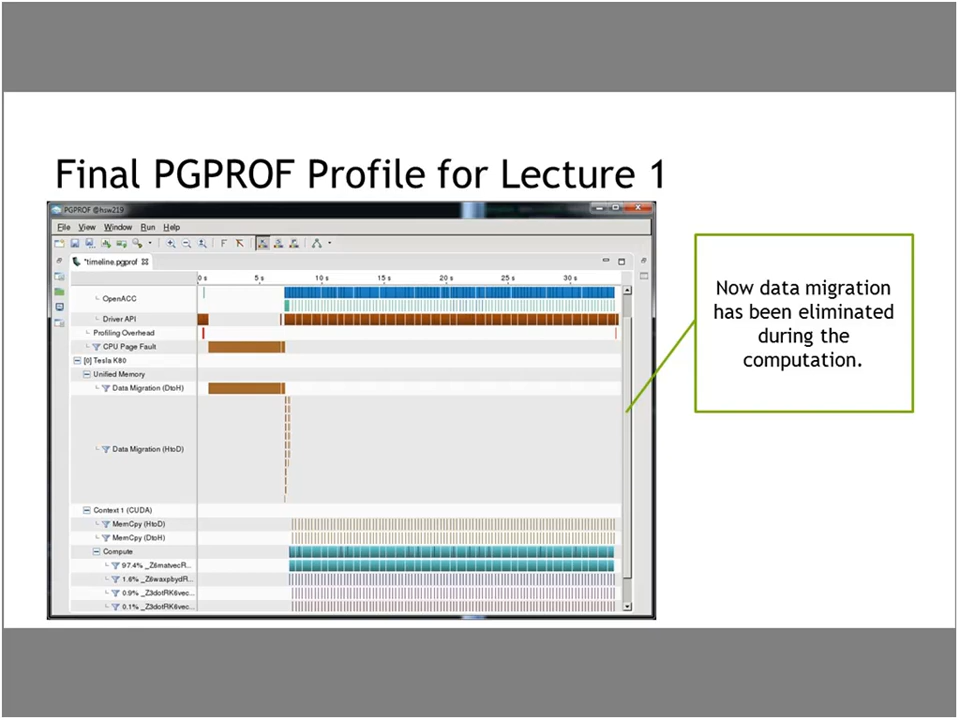 Final PGPROF Profile for Lecture 1
PGPROF @hsw219
File View Window Run Help
*timeline.pgprof
0 s 5 s 10 s 15 s 20 s 25 s 30 s
OpenACC
Driver API
Profiling Overhead
CPU Page Fault
[0] Tesla K80
Unified Memory
Data Migration (DtoH)
Data Migration (HtoD)
Context 1 (CUDA)
MemCpy (HtoD)
MemCpy (DtoH)
Compute
97.4% _Z6matvecR...
1.6% _Z6waxpbydR...
0.9% _Z3dotRK6vec...
0.1% _Z3dotRK6vec...
Now data migration
has been eliminated
during the
computation.